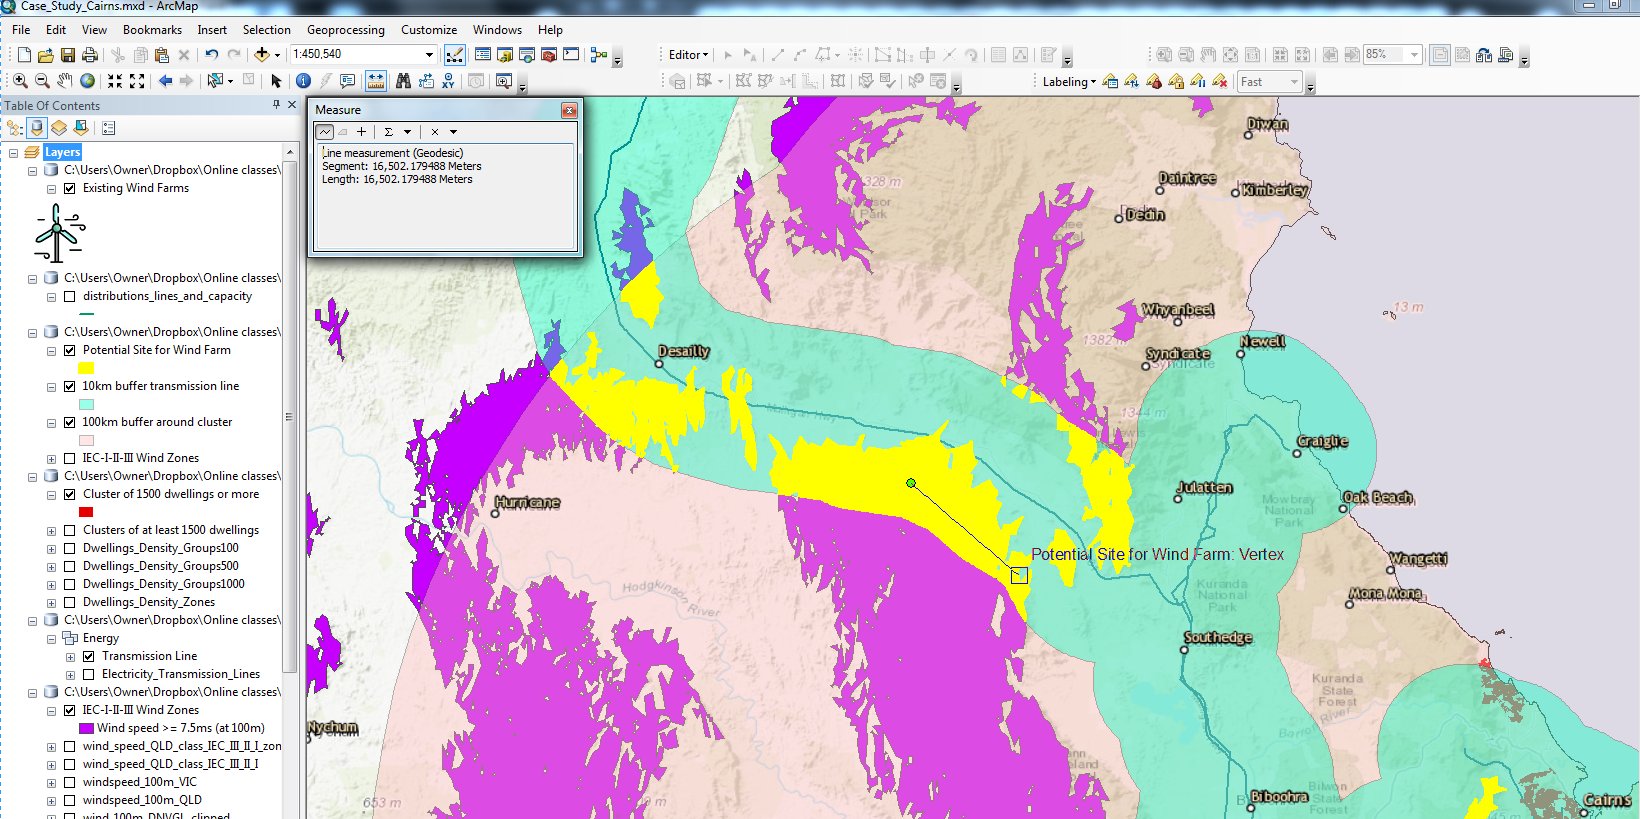 Case_Study_Cairns.mxd - ArcMap
File Edit View Bookmarks Insert Selection Geoprocessing Customize Windows Help
1:450,540
Editor
85%
Labeling
Fast
Table Of Contents
Layers
C:\Users\Owner\Dropbox\Online classes\
Existing Wind Farms
C:\Users\Owner\Dropbox\Online classes\
distributions_lines_and_capacity
C:\Users\Owner\Dropbox\Online classes\
Potential Site for Wind Farm
10km buffer transmission line
100km buffer around cluster
IEC-I-II-III Wind Zones
C:\Users\Owner\Dropbox\Online classes\
Cluster of 1500 dwellings or more
Clusters of at least 1500 dwellings
Dwellings_Density_Groups100
Dwellings_Density_Groups500
Dwellings_Density_Groups1000
Dwellings_Density_Zones
C:\Users\Owner\Dropbox\Online classes\
Energy
Transmission Line
Electricity_Transmission_Lines
C:\Users\Owner\Dropbox\Online classes\
IEC-I-II-III Wind Zones
Wind speed >= 7.5ms (at 100m)
wind_speed_QLD_class_IEC_III_II_I_zon
wind_speed_QLD_class_IEC_III_II_I
windspeed_100m_VIC
windspeed_100m_QLD
wind_100m_DNVGL_clipped
Measure
Line measurement (Geodesic)
Segment: 16,502.179488 Meters
Length: 16,502.179488 Meters
Diwan
Daintree
Kimberley
Dedin
1328 m
Park
Whyanbeel
13 m
1382 m
Syndicate
Newell
Desailly
1344 m
Craiglie
Hurricane
Julatten
Mowbray
National
Park
Oak Beach
Potential Site for Wind Farm: Vertex
Wangetti
Hodgkinson River
Kuranda
National
Park
Mona Mona
Southedge
Kuranda
State
Forest
Barron River
Nychum
653 m
Biboohra
State
Forest
Cairns